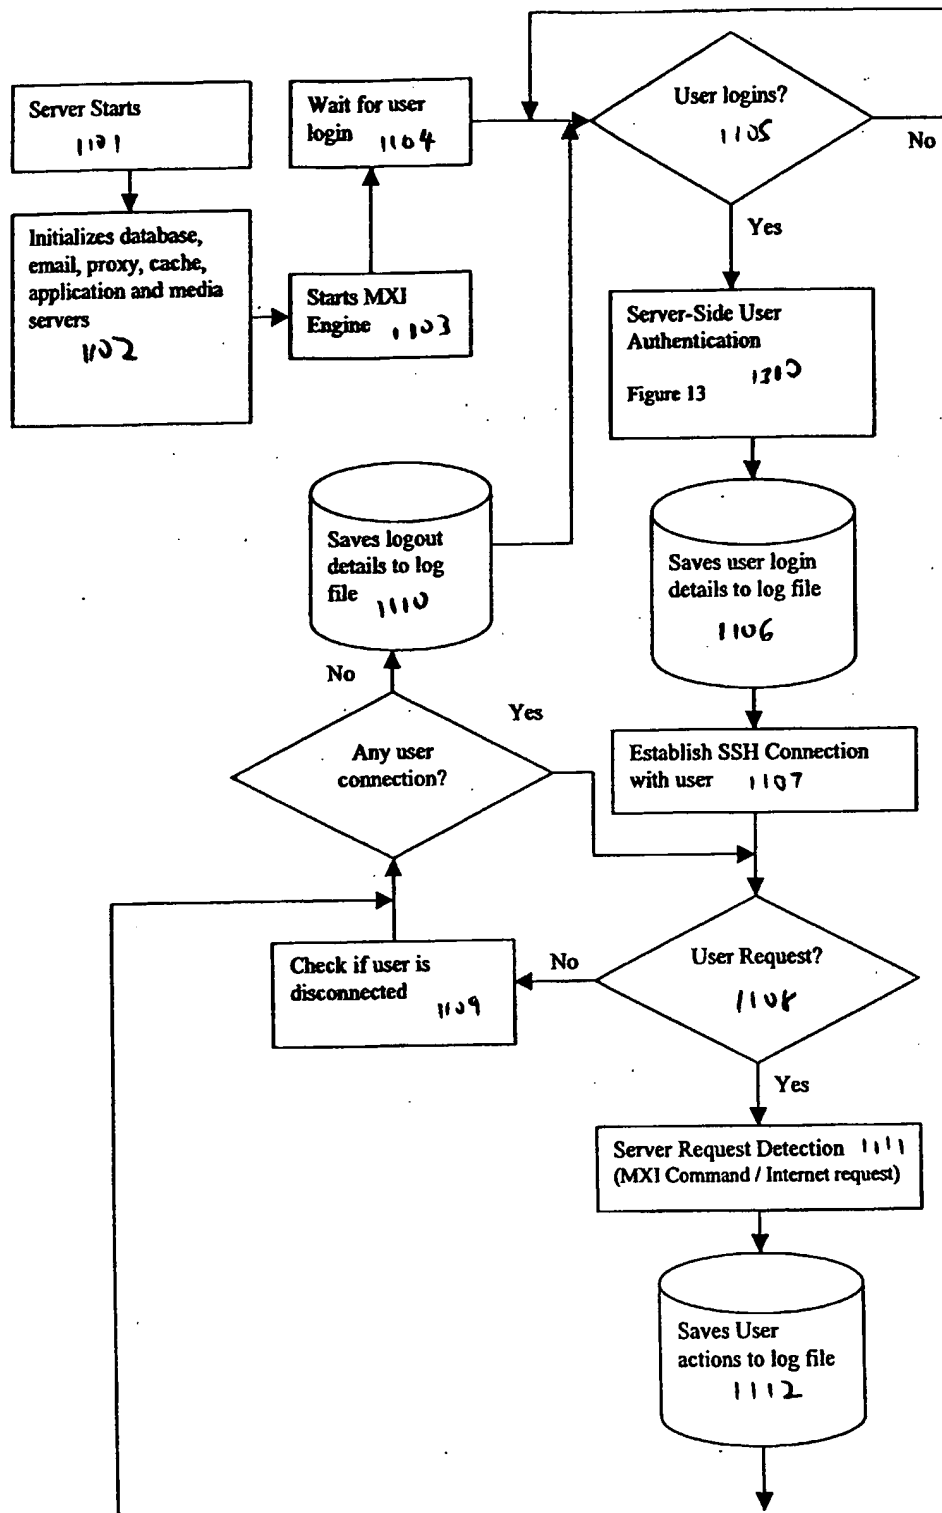 Server Starts
1101
Initializes database,
email, proxy, cache,
application and media
servers
1102
Wait for user
login 1104
Starts MXI
Engine 1103
User logins?
1105
No
Yes
Server-Side User
Authentication
1310
Figure 13
Saves user login
details to log file
1106
Establish SSH Connection
with user 1107
Saves logout
details to log
file 1110
No
Yes
Any user
connection?
Check if user is
disconnected
1109
No
User Request?
1108
Yes
Server Request Detection 1111
(MXI Command / Internet request)
Saves User
actions to log file
1112